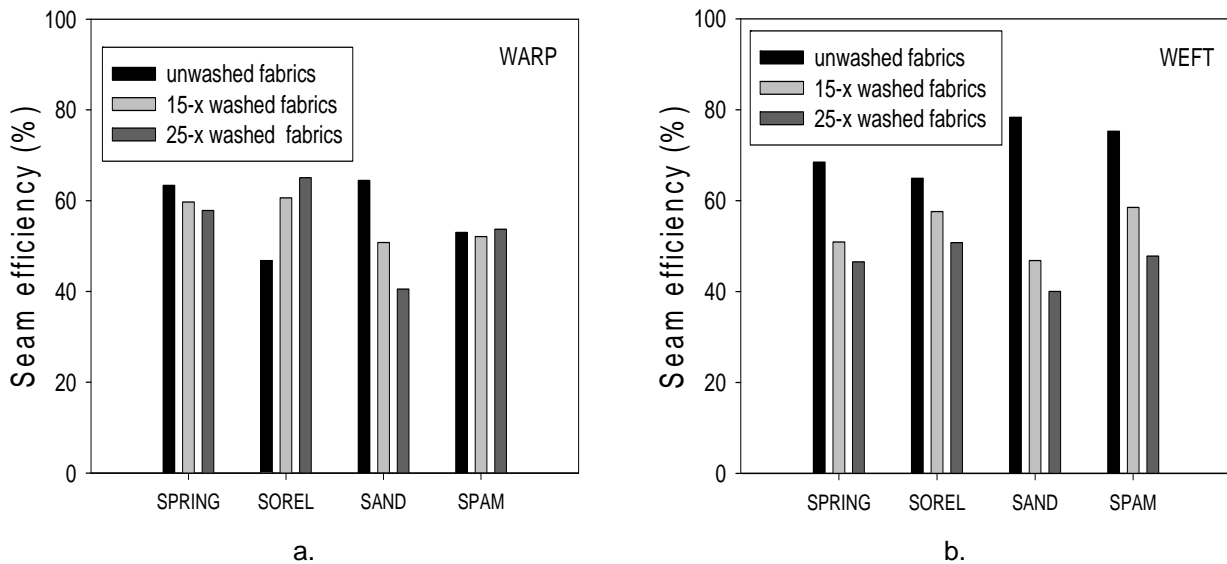 100
80
60
40
20
0
Seam efficiency (%)
WARP
unwashed fabrics
15-x washed fabrics
25-x washed fabrics
SPRING SOREL SAND SPAM
a.
100
80
60
40
20
0
Seam efficiency (%)
WEFT
unwashed fabrics
15-x washed fabrics
25-x washed fabrics
SPRING SOREL SAND SPAM
b.